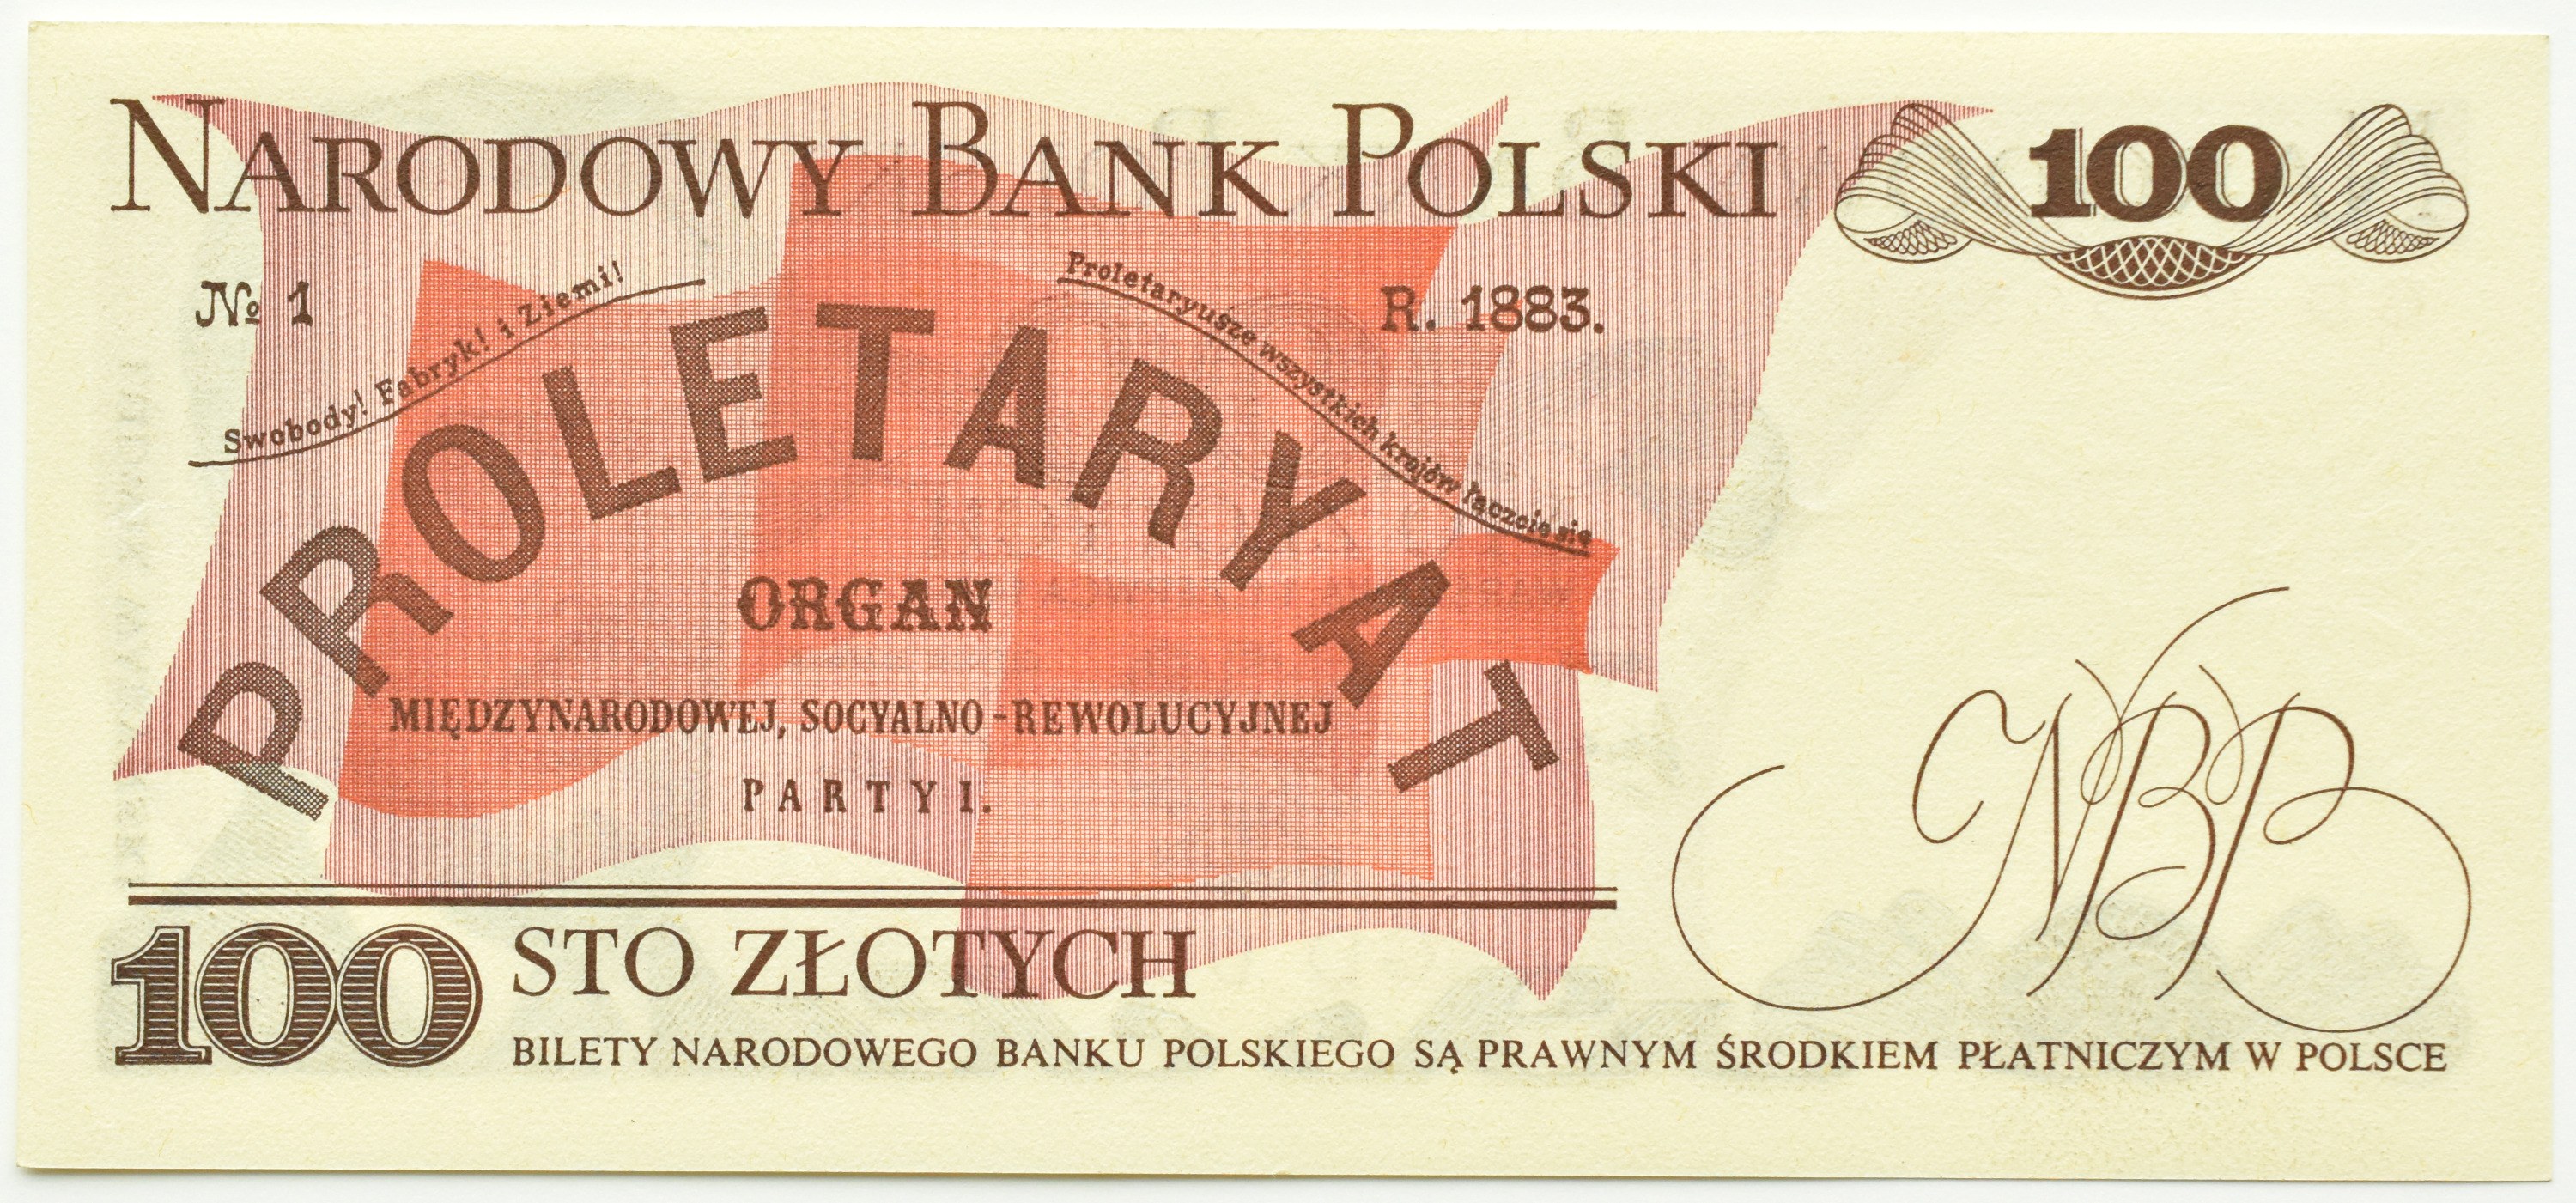 NARODOWY BANK POLSKI
100
№ 1
Swobody! Fabryk! i Ziemi!
Proletaryusze wszystkich krajów łączcie się
R. 1883.
PROLETARYAT
ORGAN
MIĘDZYNARODOWEJ, SOCYALNO-REWOLUCYJNEJ
PARTYI.
NBP
100
STO ZŁOTYCH
BILETY NARODOWEGO BANKU POLSKIEGO SĄ PRAWNYM ŚRODKIEM PŁATNICZYM W POLSCE